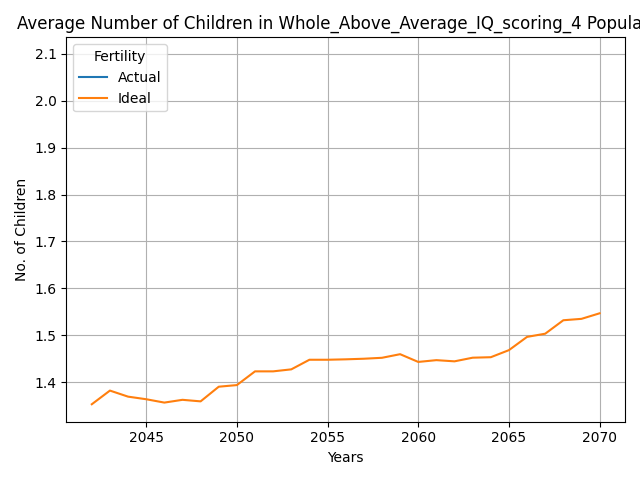 Average Number of Children in Whole_Above_Average_IQ_scoring_4 Popula
Fertility
Actual
Ideal
2.1
2.0
1.9
1.8
1.7
1.6
1.5
1.4
No. of Children
2045 2050 2055 2060 2065 2070
Years